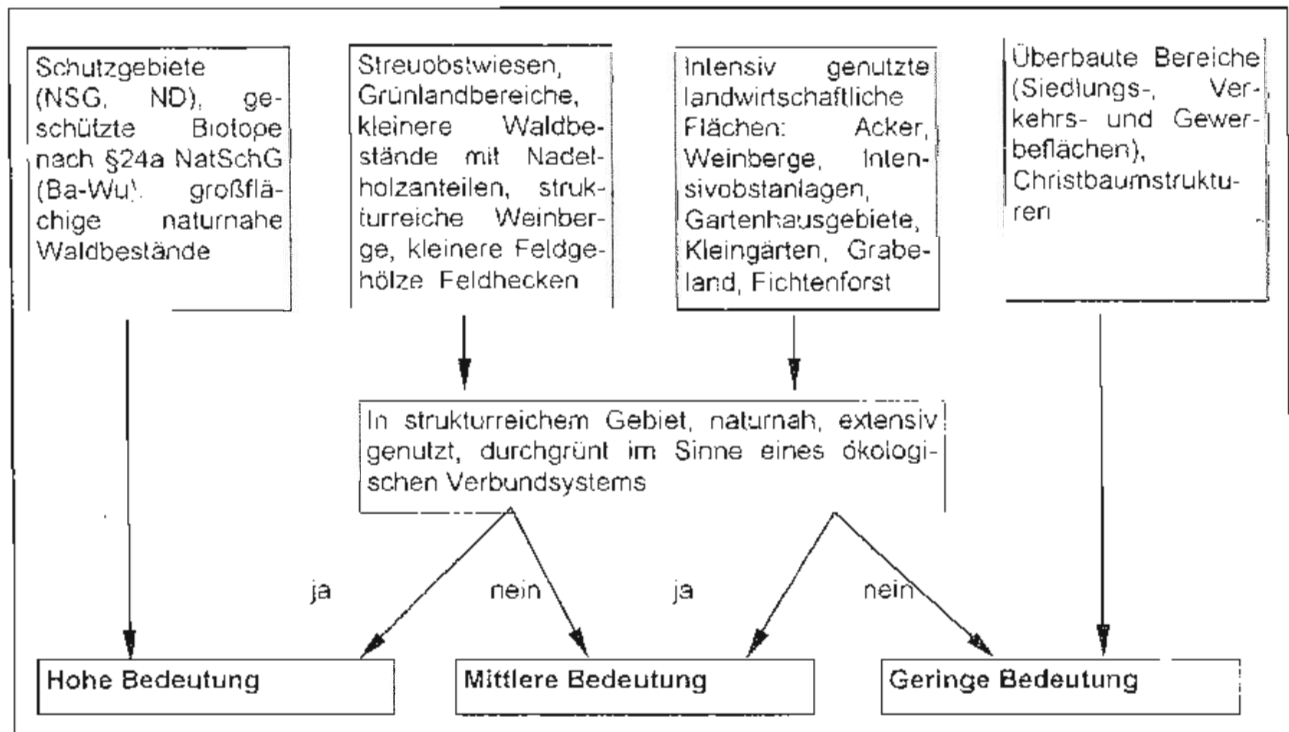 Schutzgebiete
(NSG, ND), ge-
schützte Biotope
nach §24a NatSchG
(Ba-Wu). großflä-
chige naturnahe
Waldbestände
Streuobstwiesen,
Grünlandbereiche,
kleinere Waldbe-
stände mit Nadel-
holzanteilen, struk-
turreiche Weinber-
ge, kleinere Feldge-
hölze Feldhecken
Intensiv genutzte
landwirtschaftliche
Flächen: Acker,
Weinberge, Inten-
sivobstanlagen,
Gartenhausgebiete,
Kleingärten, Grabe-
land, Fichtenforst
Überbaute Bereiche
(Siedlungs-, Ver-
kehrs- und Gewer-
beflächen),
Christbaumstruktu-
ren
In strukturreichem Gebiet, naturnah, extensiv
genutzt, durchgrünt im Sinne eines ökologi-
schen Verbundsystems
ja nein ja nein
Hohe Bedeutung
Mittlere Bedeutung
Geringe Bedeutung